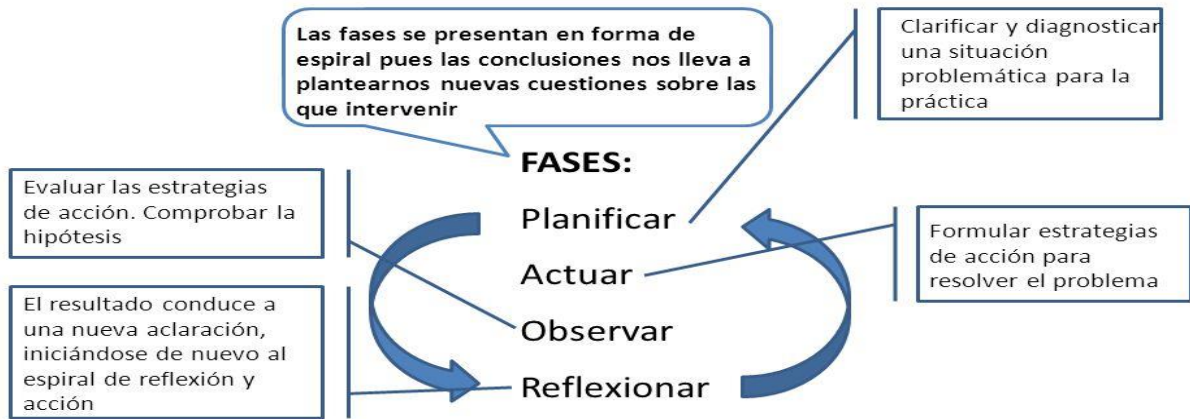 Las fases se presentan en forma de
espiral pues las conclusiones nos lleva a
plantearnos nuevas cuestiones sobre las
que intervenir
Clarificar y diagnosticar
una situación
problemática para la
práctica
FASES:
Planificar
Actuar
Observar
Reflexionar
Evaluar las estrategias
de acción. Comprobar la
hipótesis
Formular estrategias
de acción para
resolver el problema
El resultado conduce a
una nueva aclaración,
iniciándose de nuevo al
espiral de reflexión y
acción